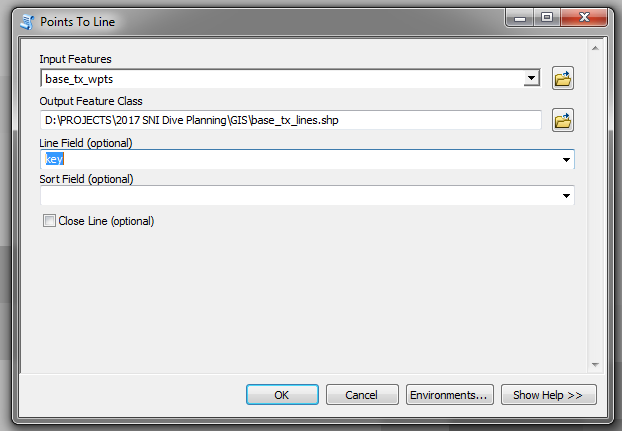 Points To Line
Input Features
base_tx_wpts
Output Feature Class
D:\PROJECTS\2017 SNI Dive Planning\GIS\base_tx_lines.shp
Line Field (optional)
key
Sort Field (optional)
Close Line (optional)
OK Cancel Environments... Show Help >>